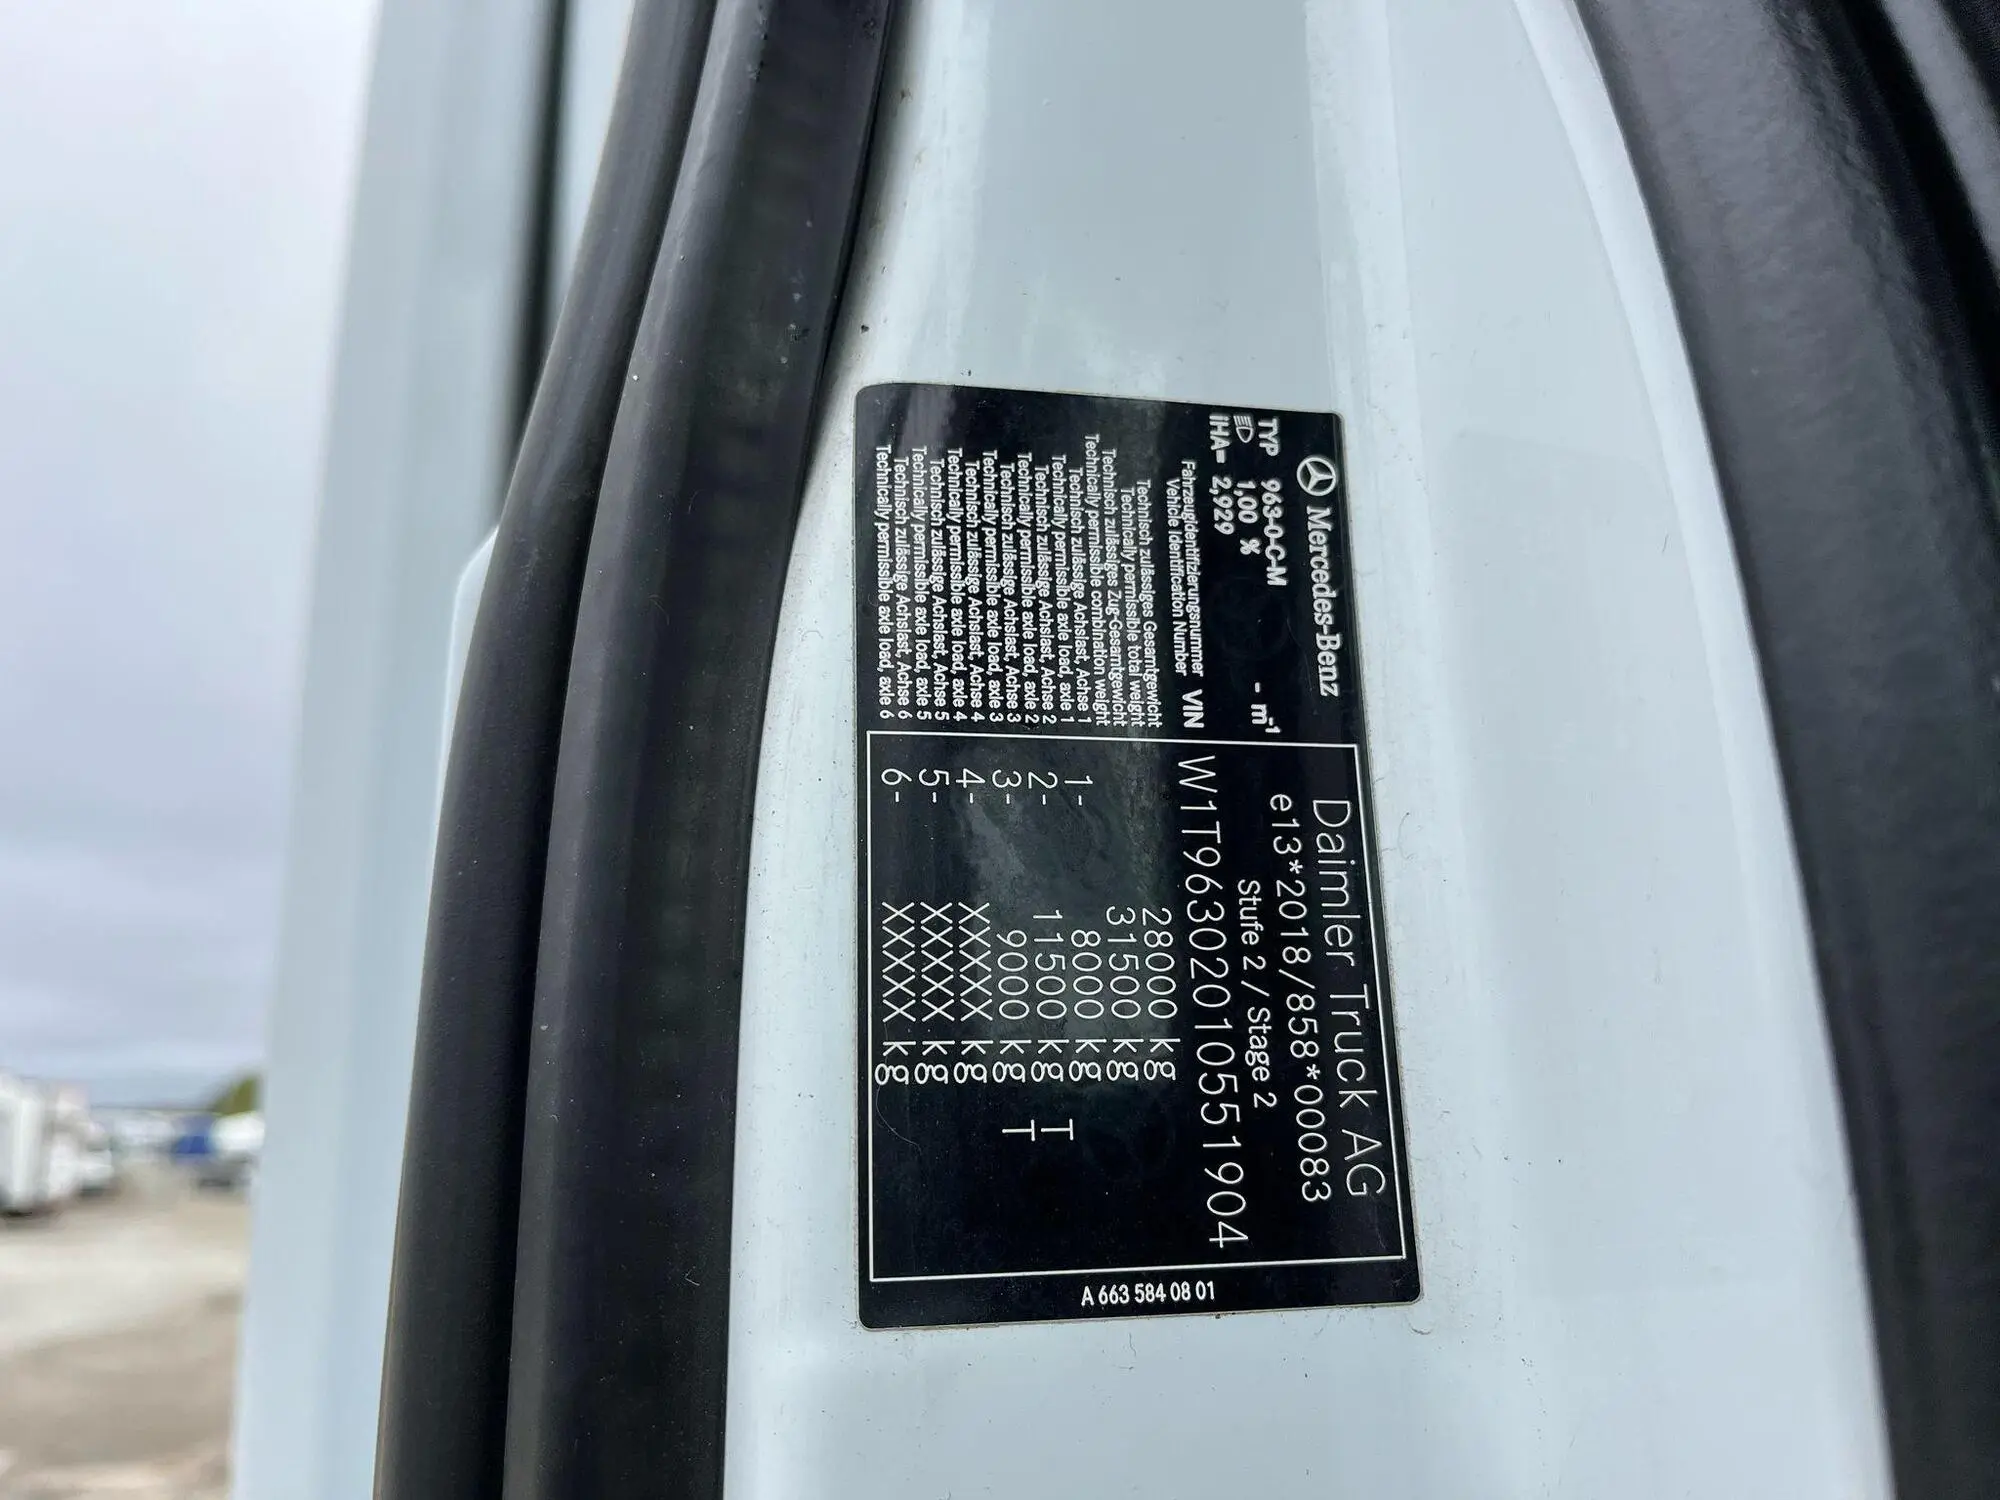 Mercedes-Benz
TYP 963-0-C-M
1,00 % - m⁻¹
iHA= 2,929
Daimler Truck AG
e13*2018/858*00083
Stufe 2 / Stage 2
Fahrzeugidentifizierungsnummer
Vehicle Identification Number VIN W1T96302010551904
Technisch zulässiges Gesamtgewicht
Technically permissible total weight 28000 kg
Technisch zulässiges Zug-Gesamtgewicht
Technically permissible combination weight 31500 kg
Technisch zulässige Achslast, Achse 1
Technically permissible axle load, axle 1 1- 8000 kg
Technisch zulässige Achslast, Achse 2
Technically permissible axle load, axle 2 2- 11500 kg T
Technisch zulässige Achslast, Achse 3
Technically permissible axle load, axle 3 3- 9000 kg T
Technisch zulässige Achslast, Achse 4
Technically permissible axle load, axle 4 4- XXXXX kg
Technisch zulässige Achslast, Achse 5
Technically permissible axle load, axle 5 5- XXXXX kg
Technisch zulässige Achslast, Achse 6
Technically permissible axle load, axle 6 6- XXXXX kg
A 663 584 08 01